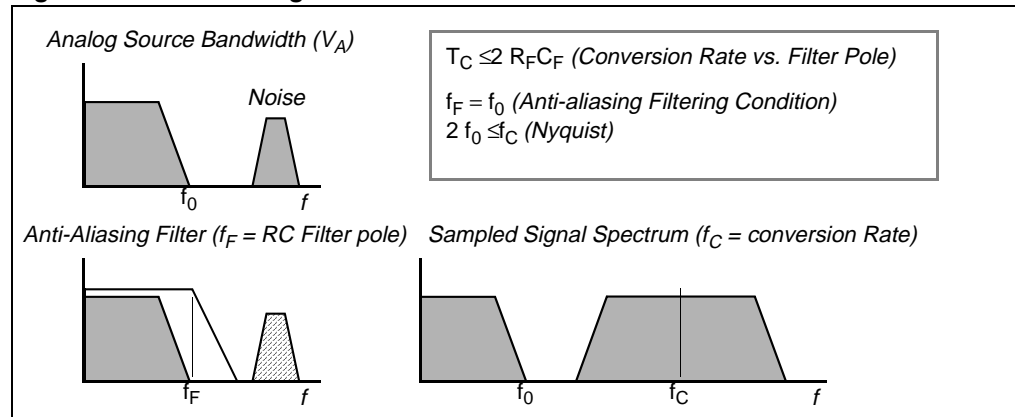 Analog Source Bandwidth (VA)
Noise
f0
f
TC ≤2 RFCF (Conversion Rate vs. Filter Pole)
fF = f0 (Anti-aliasing Filtering Condition)
2 f0 ≤fC (Nyquist)
Anti-Aliasing Filter (fF = RC Filter pole)
fF
f
Sampled Signal Spectrum (fC = conversion Rate)
f0
fC
f